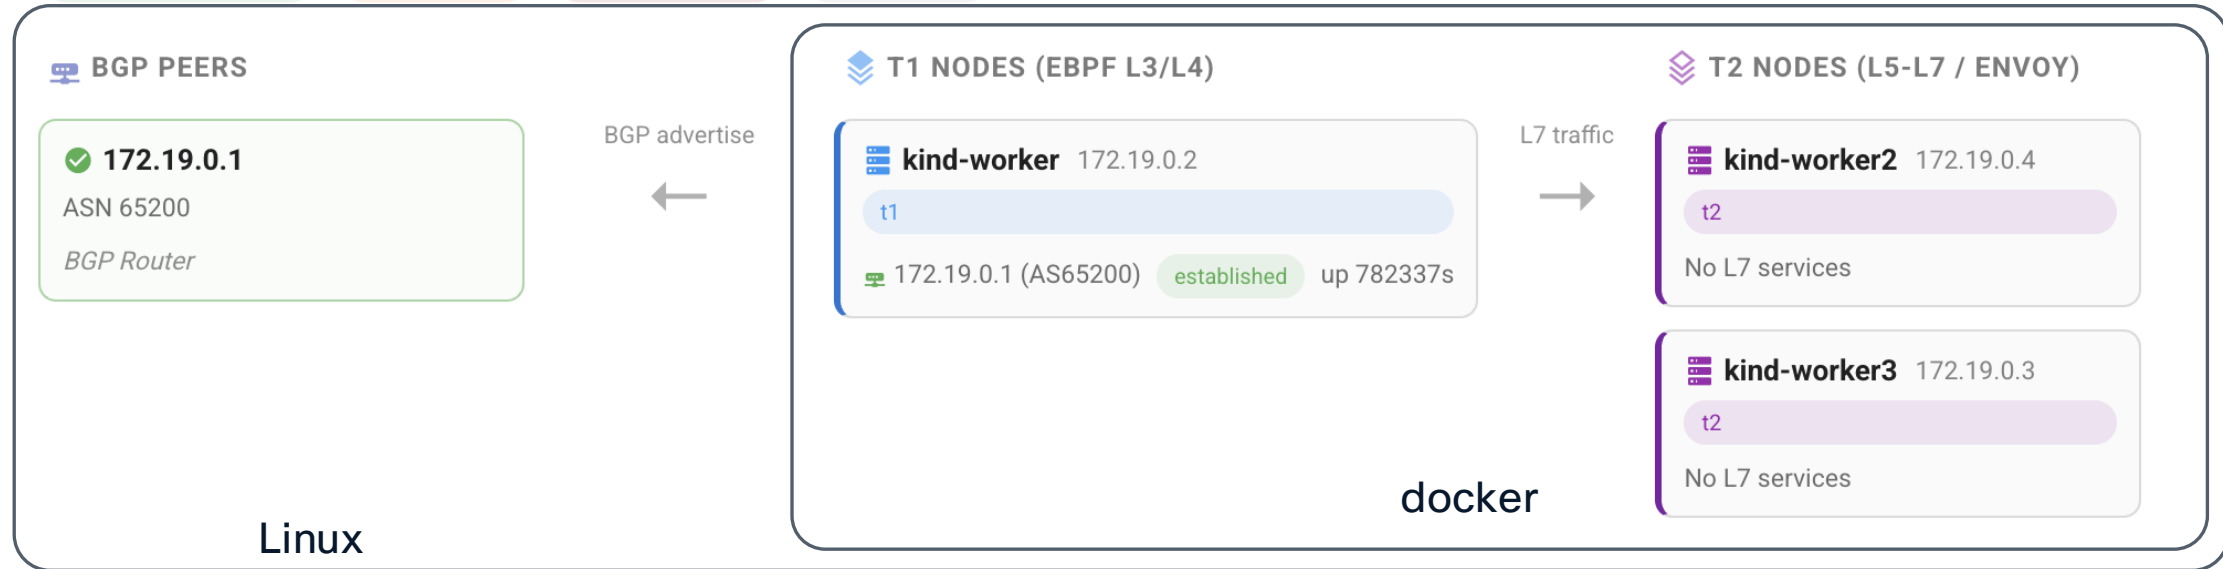 BGP PEERS
172.19.0.1
ASN 65200
BGP Router
BGP advertise
T1 NODES (EBPF L3/L4)
kind-worker 172.19.0.2
t1
172.19.0.1 (AS65200) established up 782337s
L7 traffic
T2 NODES (L5-L7 / ENVOY)
kind-worker2 172.19.0.4
t2
No L7 services
kind-worker3 172.19.0.3
t2
No L7 services
docker
Linux